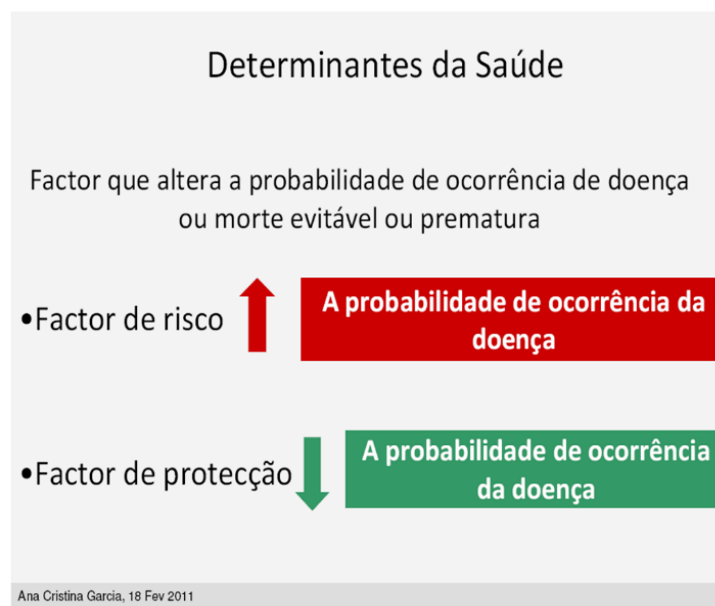 Determinantes da Saúde
Factor que altera a probabilidade de ocorrência de doença
ou morte evitável ou prematura
•Factor de risco
A probabilidade de ocorrência da
doença
•Factor de protecção
A probabilidade de ocorrência
da doença
Ana Cristina Garcia, 18 Fev 2011